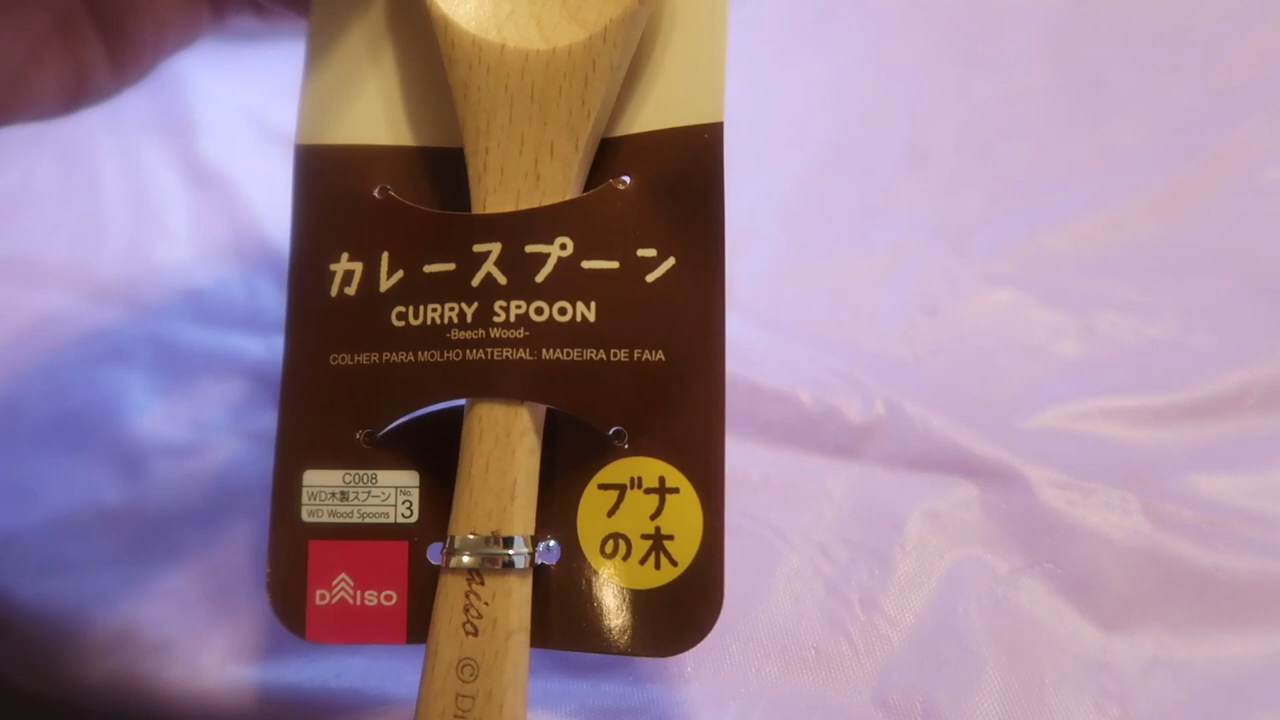 カレースプーン
CURRY SPOON
-Beech Wood-
COLHER PARA MOLHO MATERIAL: MADEIRA DE FAIA
C008
WD木製スプーン
WD Wood Spoons
No.
3
ブナ
の木
DAISO
aiso ©